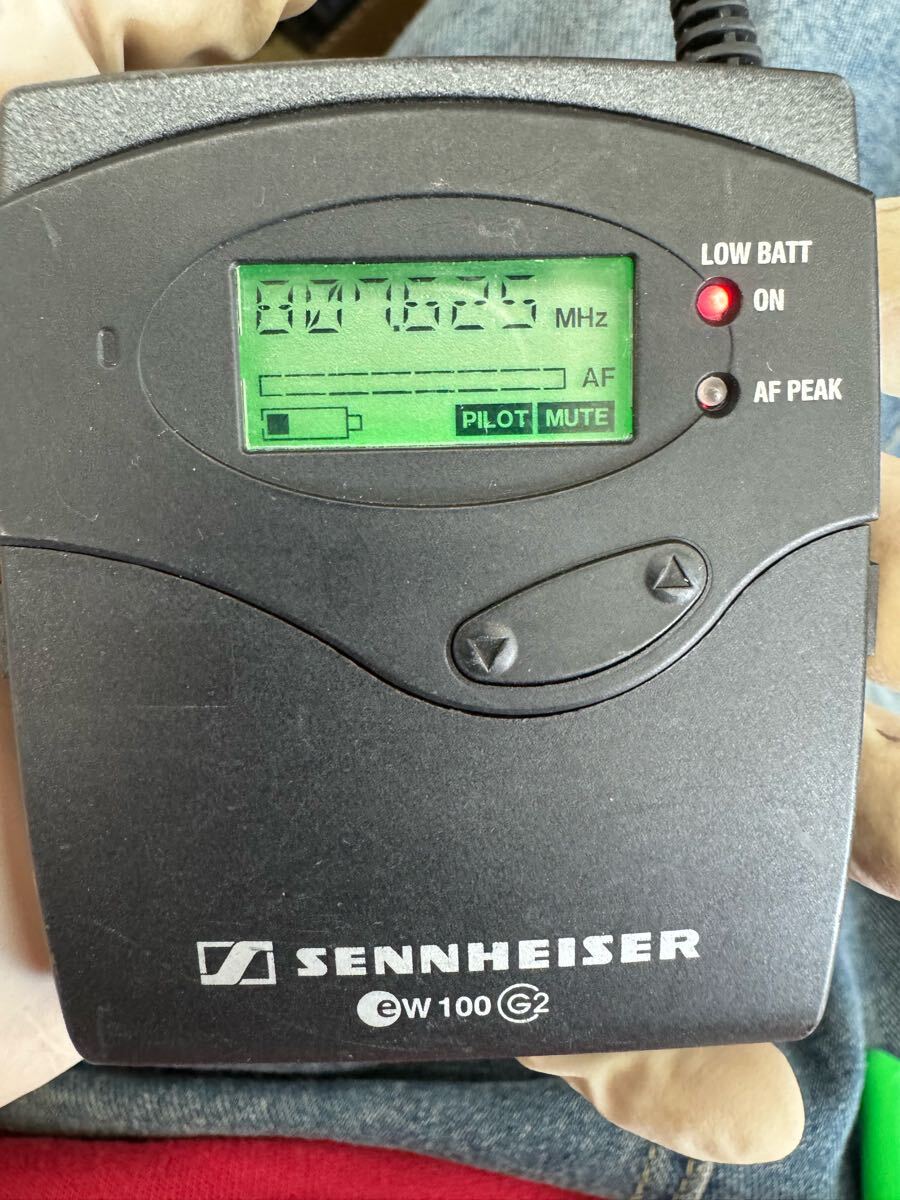 LOW BATT
807.625 MHz
ON
AF
AF PEAK
PILOT MUTE
SENNHEISER
ew 100 G2